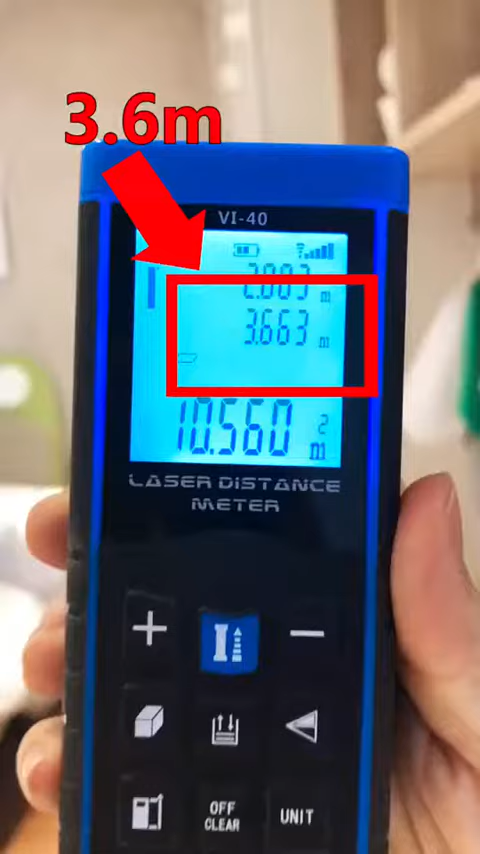 3.6m
VI-40
2.883 m
3.663 m
10.560 m²
LASER DISTANCE
METER
+
−
OFF
CLEAR
UNIT